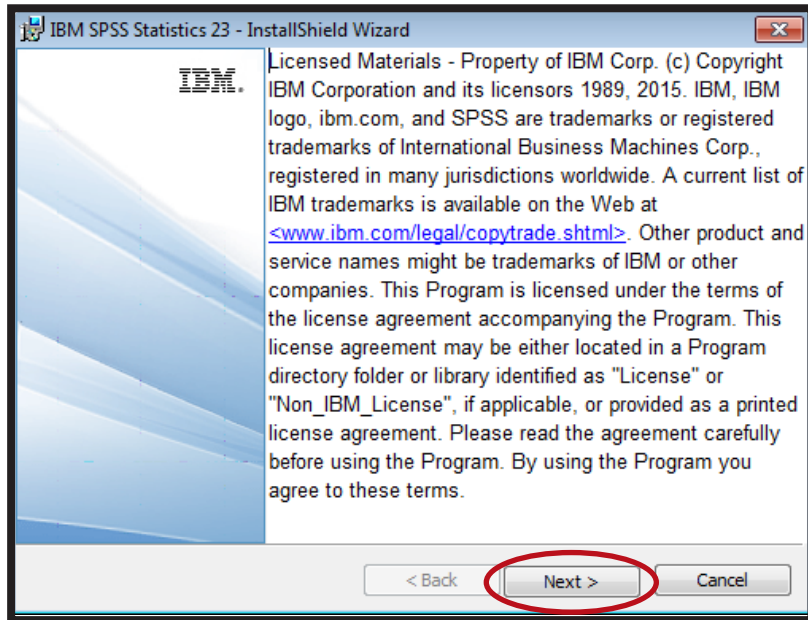 IBM SPSS Statistics 23 - InstallShield Wizard
IBM.
Licensed Materials - Property of IBM Corp. (c) Copyright
IBM Corporation and its licensors 1989, 2015. IBM, IBM
logo, ibm.com, and SPSS are trademarks or registered
trademarks of International Business Machines Corp.,
registered in many jurisdictions worldwide. A current list of
IBM trademarks is available on the Web at
<www.ibm.com/legal/copytrade.shtml>. Other product and
service names might be trademarks of IBM or other
companies. This Program is licensed under the terms of
the license agreement accompanying the Program. This
license agreement may be either located in a Program
directory folder or library identified as "License" or
"Non_IBM_License", if applicable, or provided as a printed
license agreement. Please read the agreement carefully
before using the Program. By using the Program you
agree to these terms.
< Back Next > Cancel